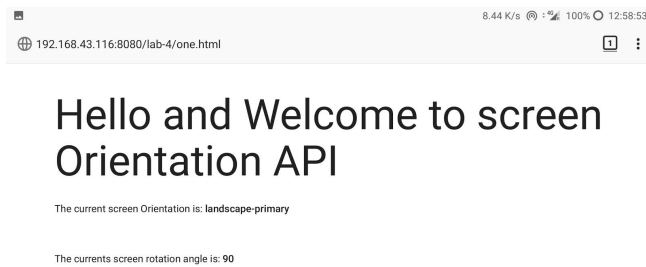 8.44 K/s 4G 100% 12:58:53
192.168.43.116:8080/lab-4/one.html 1
Hello and Welcome to screen
Orientation API
The current screen Orientation is: landscape-primary
The currents screen rotation angle is: 90